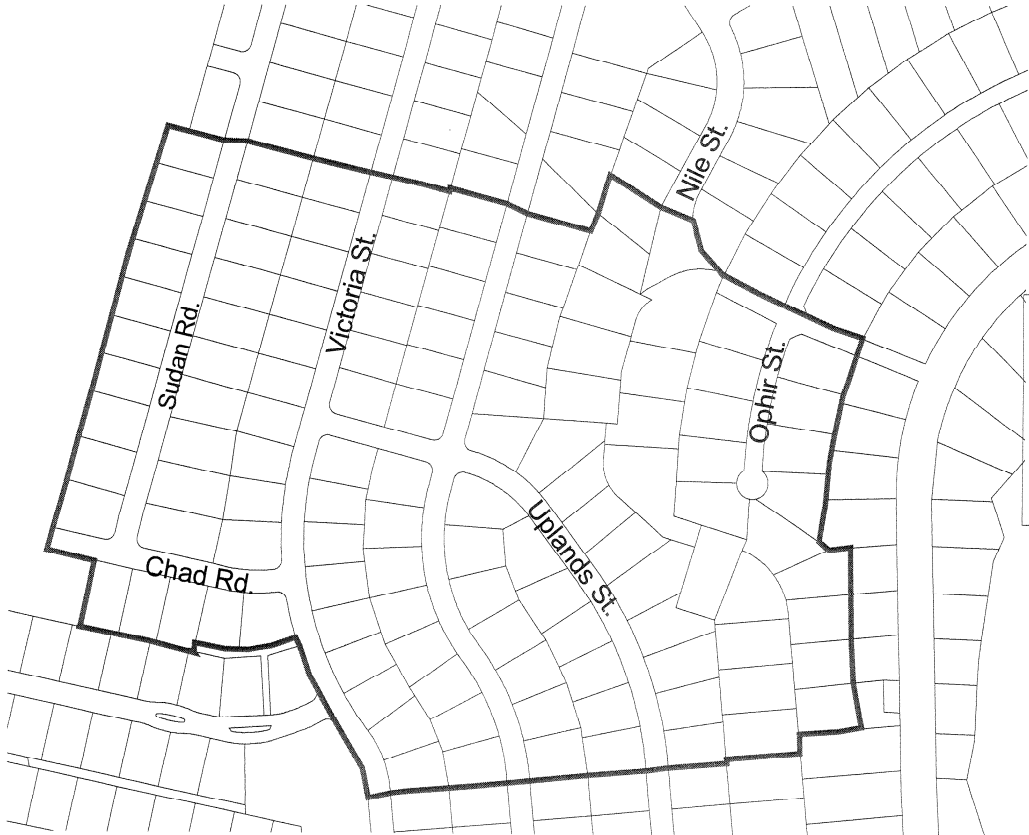 Nile St.
Victoria St.
Sudan Rd.
Ophir St.
Uplands St.
Chad Rd.